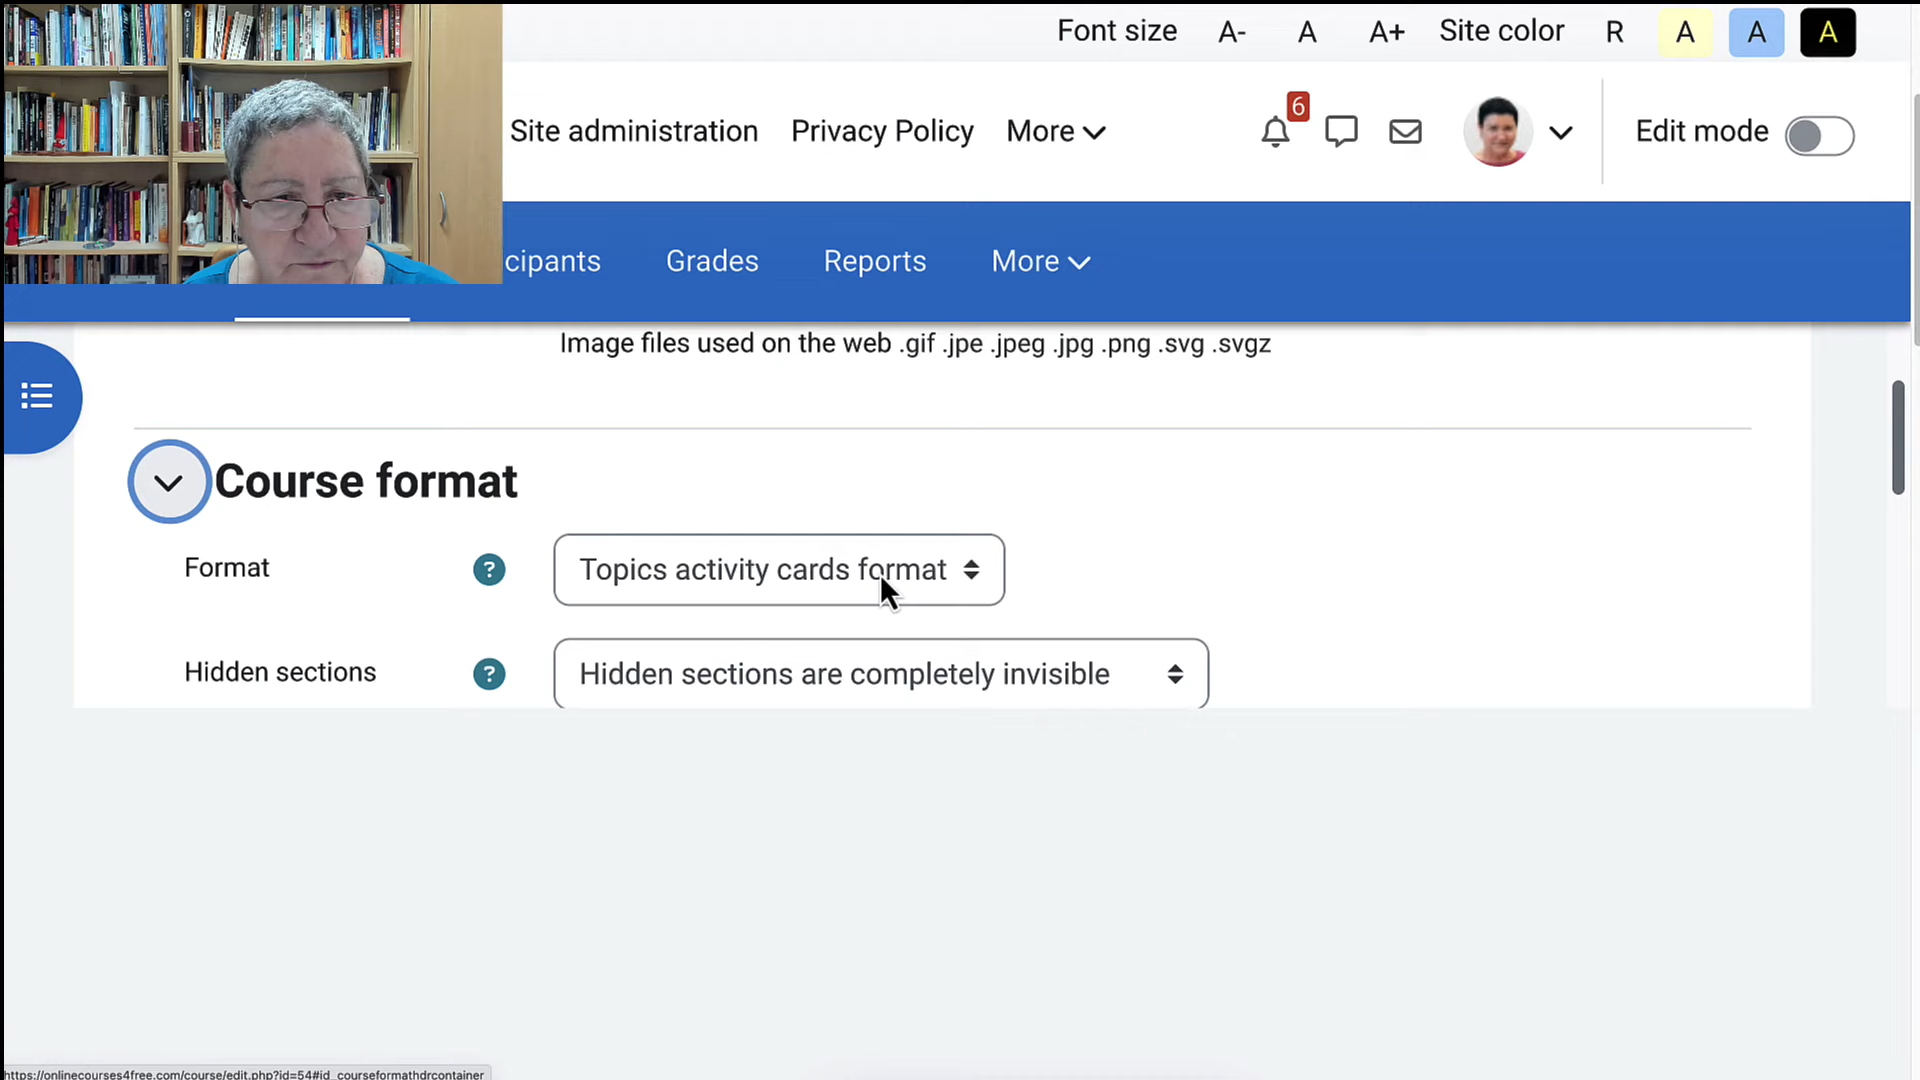 Font size A- A A+ Site color R A A A
Site administration Privacy Policy More 6 Edit mode
cipants Grades Reports More
Image files used on the web .gif .jpe .jpeg .jpg .png .svg .svgz
Course format
Format ? Topics activity cards format
Hidden sections ? Hidden sections are completely invisible
https://onlinecourses4free.com/course/edit.php?id=54#id_courseformathdrcontainer